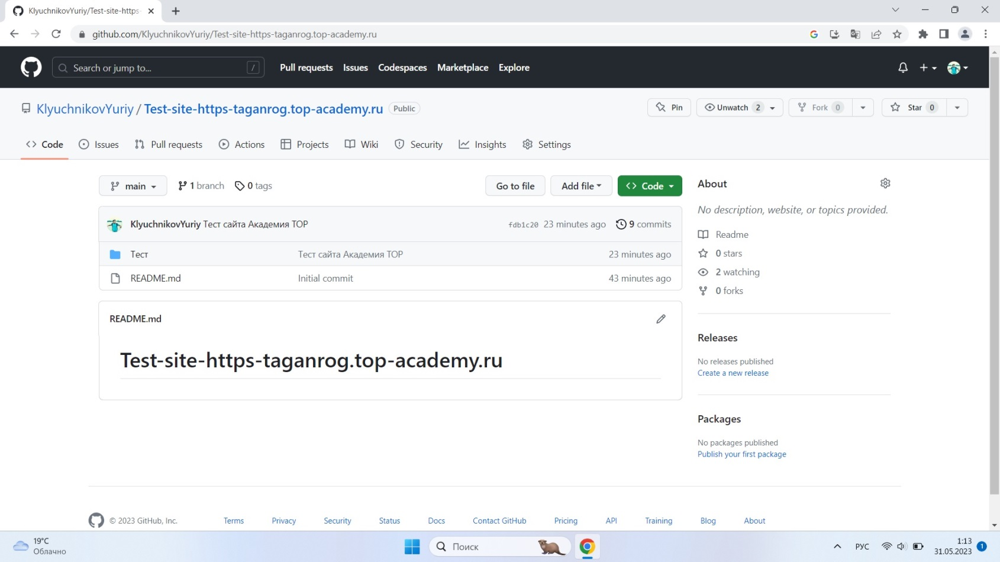 KlyuchnikovYuriy/Test-site-https-
github.com/KlyuchnikovYuriy/Test-site-https-taganrog.top-academy.ru
Search or jump to... /
Pull requests Issues Codespaces Marketplace Explore
KlyuchnikovYuriy / Test-site-https-taganrog.top-academy.ru Public
Pin Unwatch 2 Fork 0 Star 0
Code Issues Pull requests Actions Projects Wiki Security Insights Settings
main 1 branch 0 tags Go to file Add file Code
KlyuchnikovYuriy Тест сайта Академия TOP fdb1c20 23 minutes ago 9 commits
Тест Тест сайта Академия TOP 23 minutes ago
README.md Initial commit 43 minutes ago
README.md
Test-site-https-taganrog.top-academy.ru
About
No description, website, or topics provided.
Readme
0 stars
2 watching
0 forks
Releases
No releases published
Create a new release
Packages
No packages published
Publish your first package
© 2023 GitHub, Inc. Terms Privacy Security Status Docs Contact GitHub Pricing API Training Blog About
19°C
Облачно
Поиск
РУС
1:13
31.05.2023
1